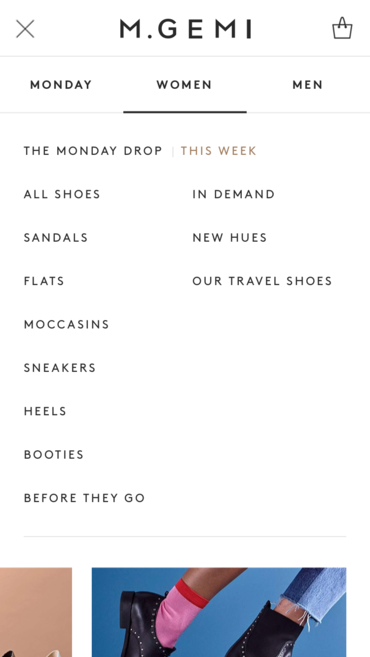 M.GEMI
MONDAY
WOMEN
MEN
THE MONDAY DROP | THIS WEEK
ALL SHOES
SANDALS
FLATS
MOCCASINS
SNEAKERS
HEELS
BOOTIES
BEFORE THEY GO
IN DEMAND
NEW HUES
OUR TRAVEL SHOES